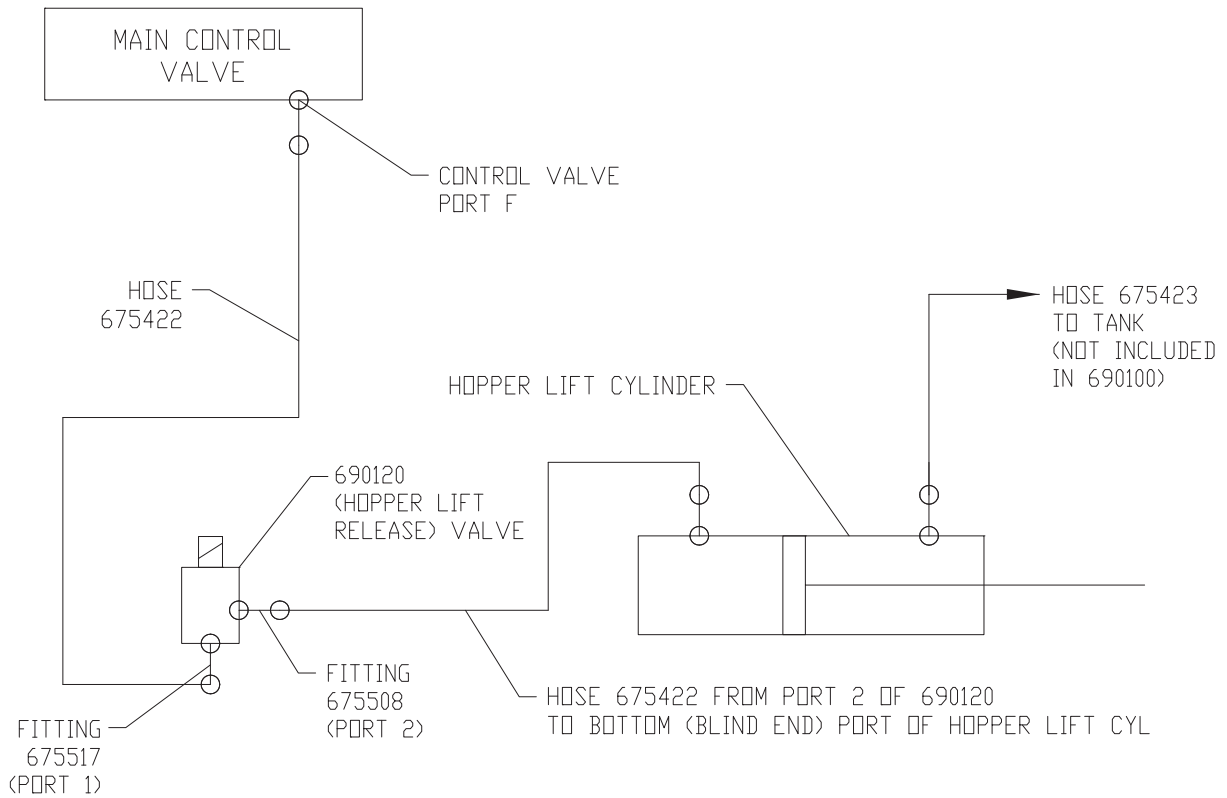 MAIN CONTROL
VALVE
CONTROL VALVE
PORT F
HOSE
675422
HOSE 675423
TO TANK
(NOT INCLUDED
IN 690100)
HOPPER LIFT CYLINDER
690120
(HOPPER LIFT
RELEASE) VALVE
FITTING
675508
(PORT 2)
HOSE 675422 FROM PORT 2 OF 690120
TO BOTTOM (BLIND END) PORT OF HOPPER LIFT CYL
FITTING
675517
(PORT 1)